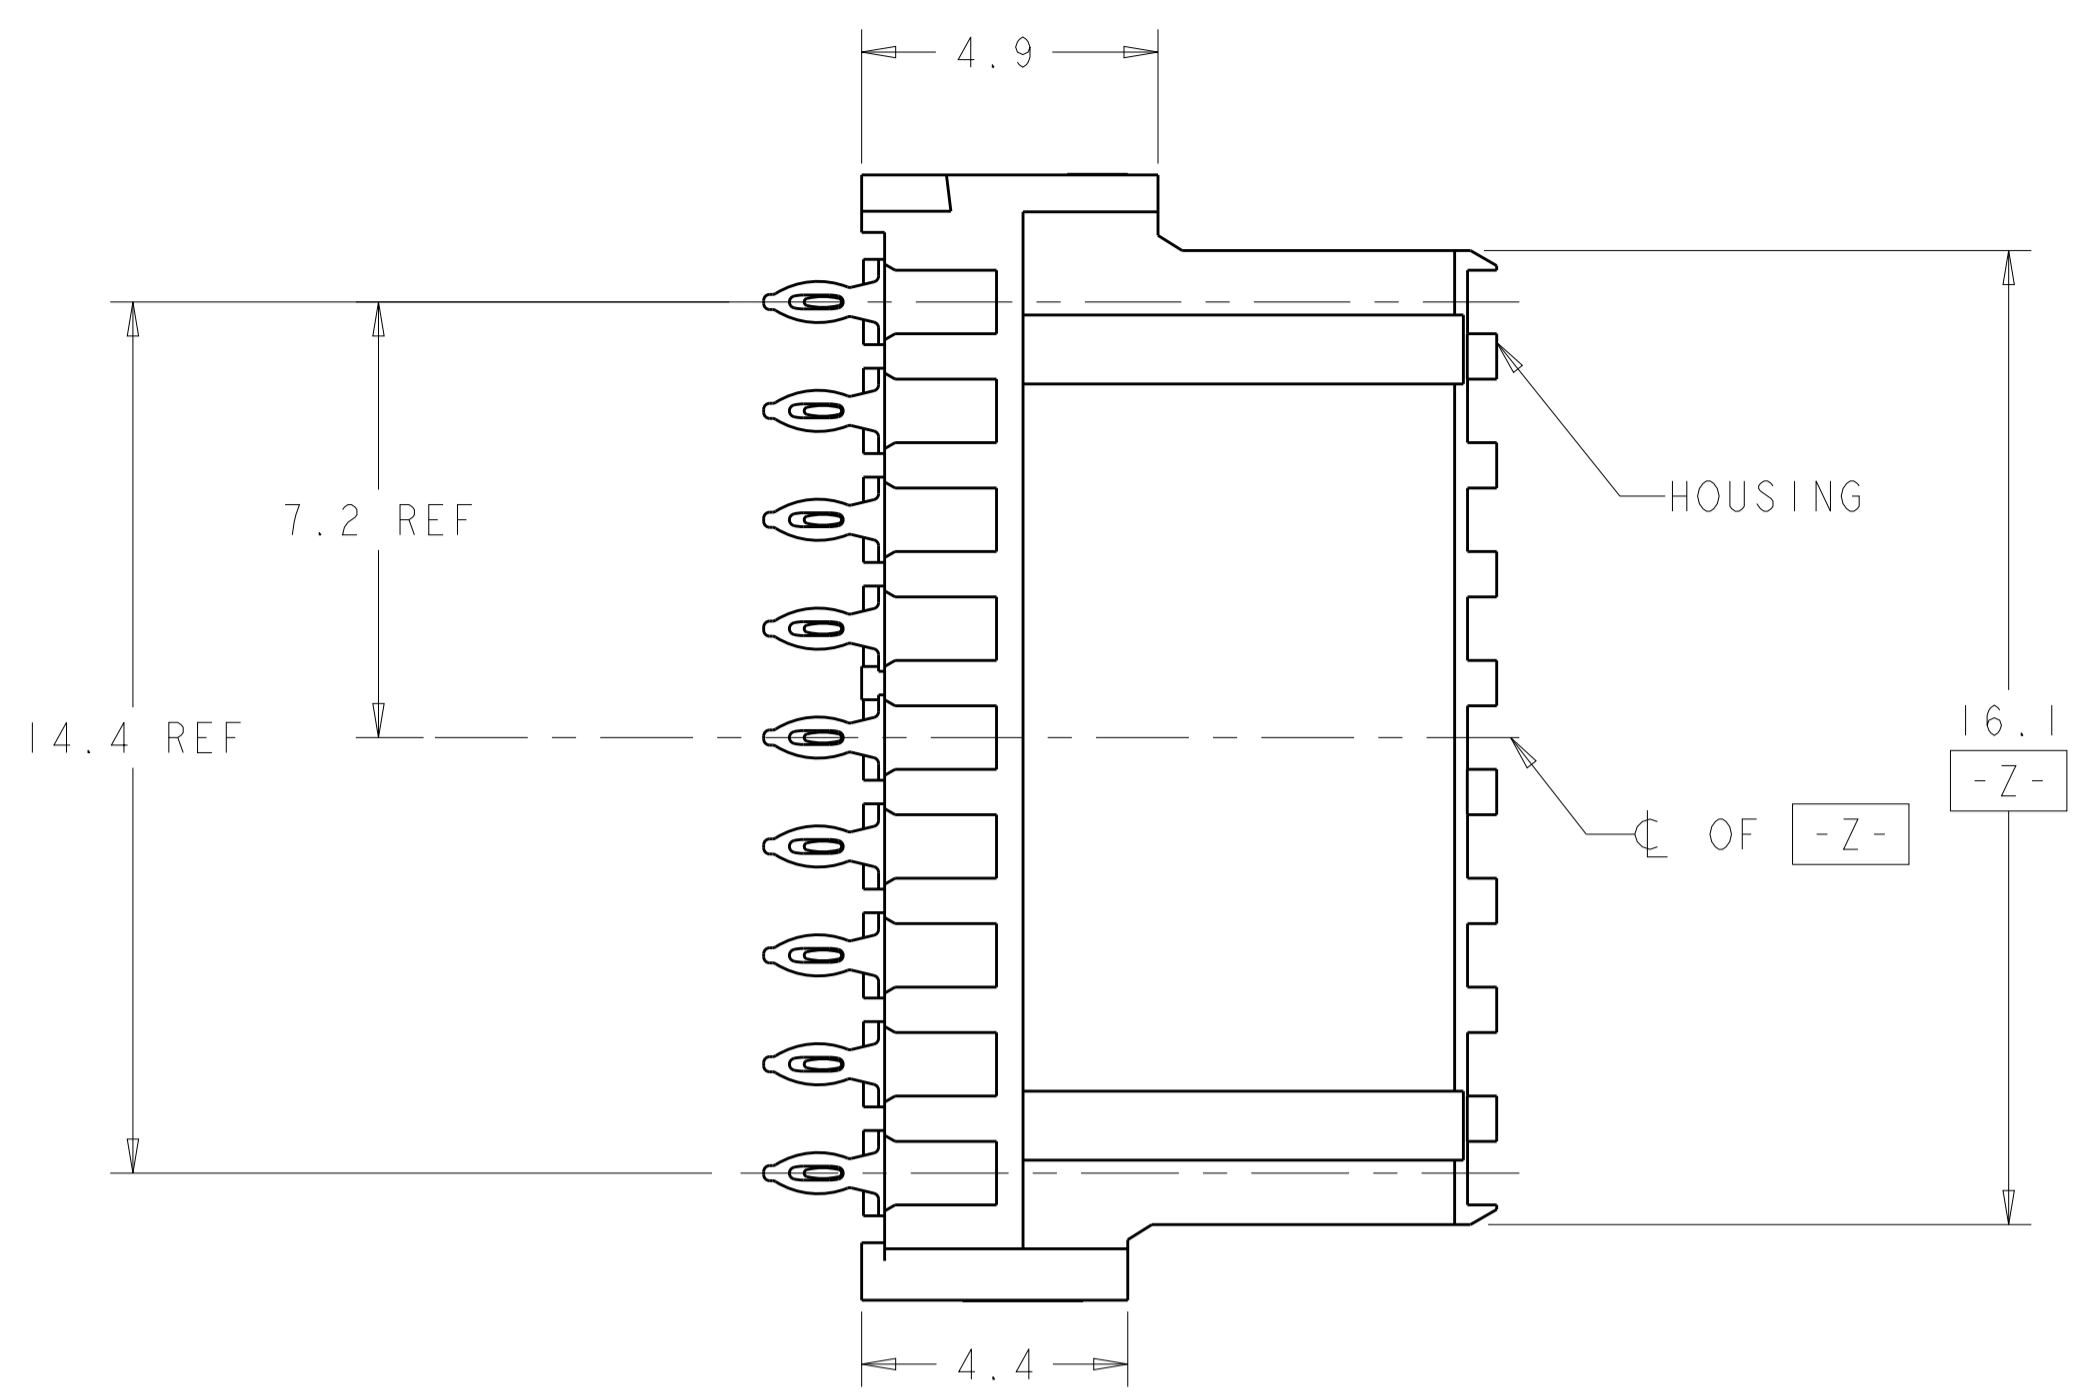 4.9
HOUSING
7.2 REF
14.4 REF
16.1
-Z-
℄ OF -Z-
4.4